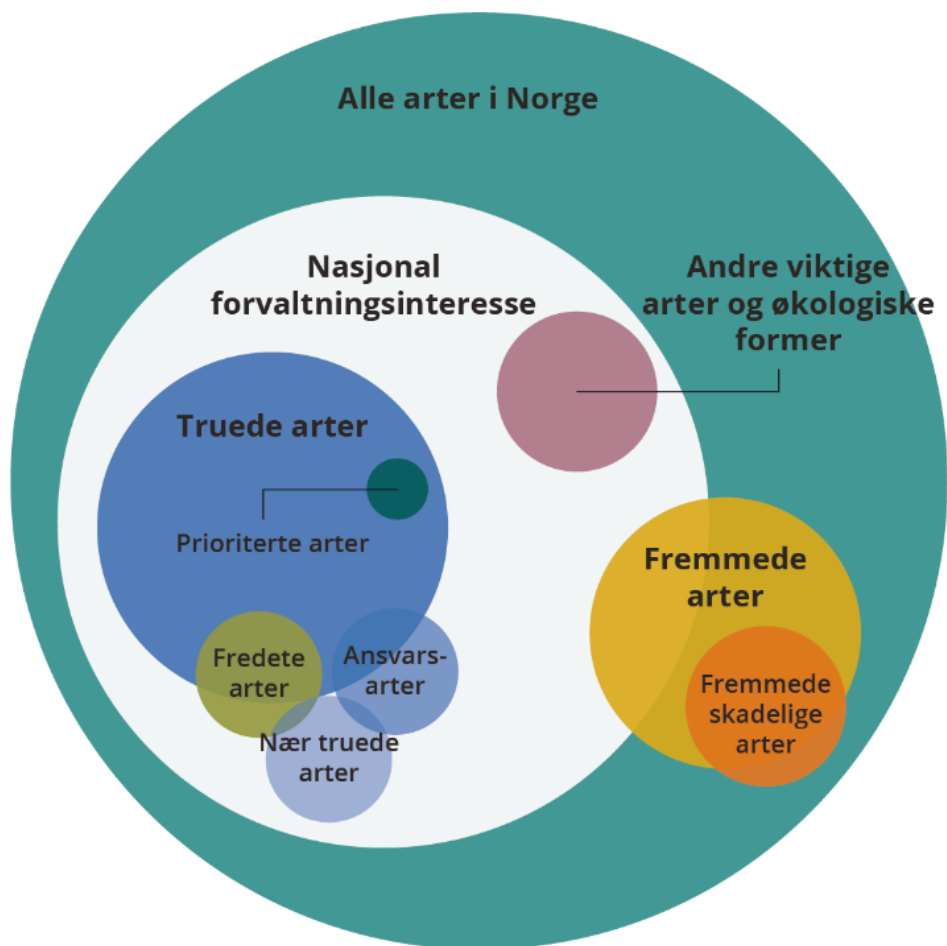 Alle arter i Norge
Nasjonal
forvaltningsinteresse
Andre viktige
arter og økologiske
former
Truede arter
Prioriterte arter
Fremmede
arter
Fredete
arter
Ansvars-
arter
Fremmede
skadelige
arter
Nær truede
arter